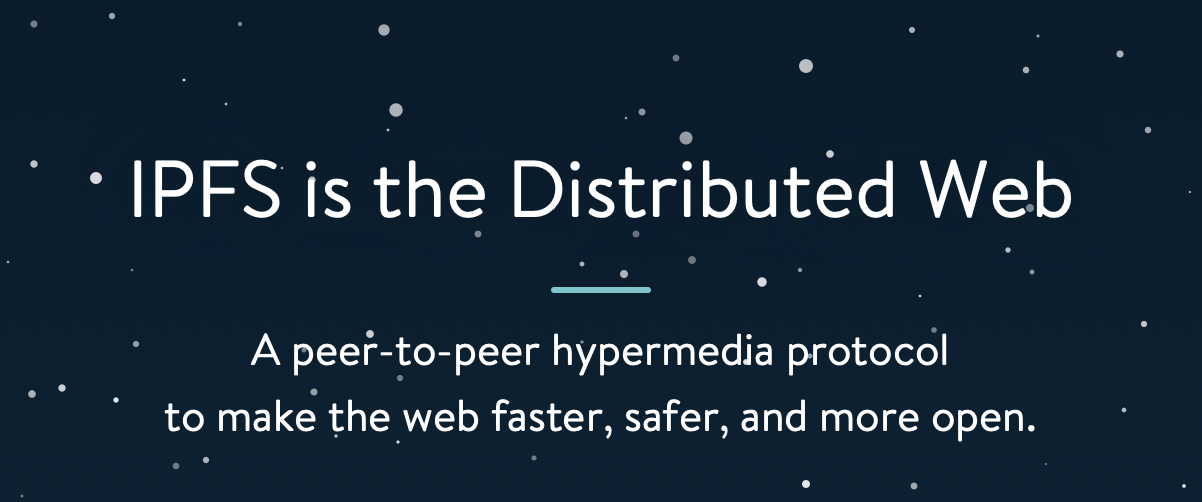 IPFS is the Distributed Web
A peer-to-peer hypermedia protocol
to make the web faster, safer, and more open.